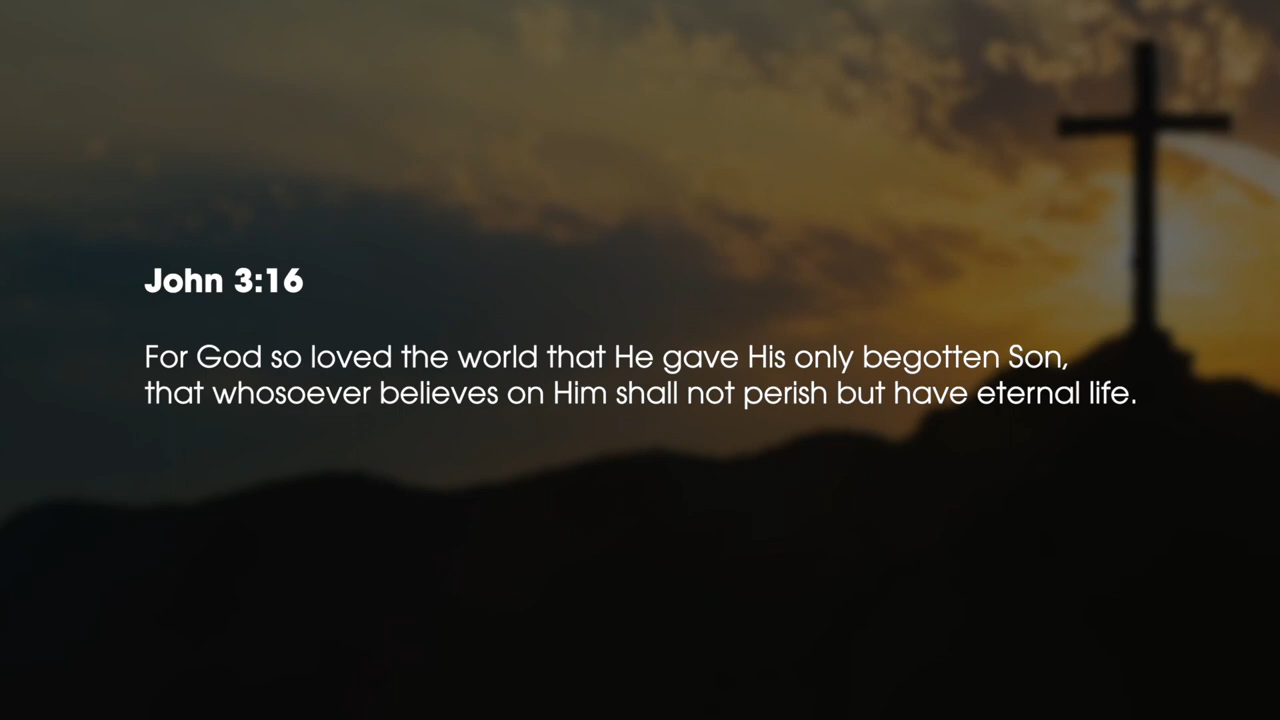 John 3:16
For God so loved the world that He gave His only begotten Son,
that whosoever believes on Him shall not perish but have eternal life.